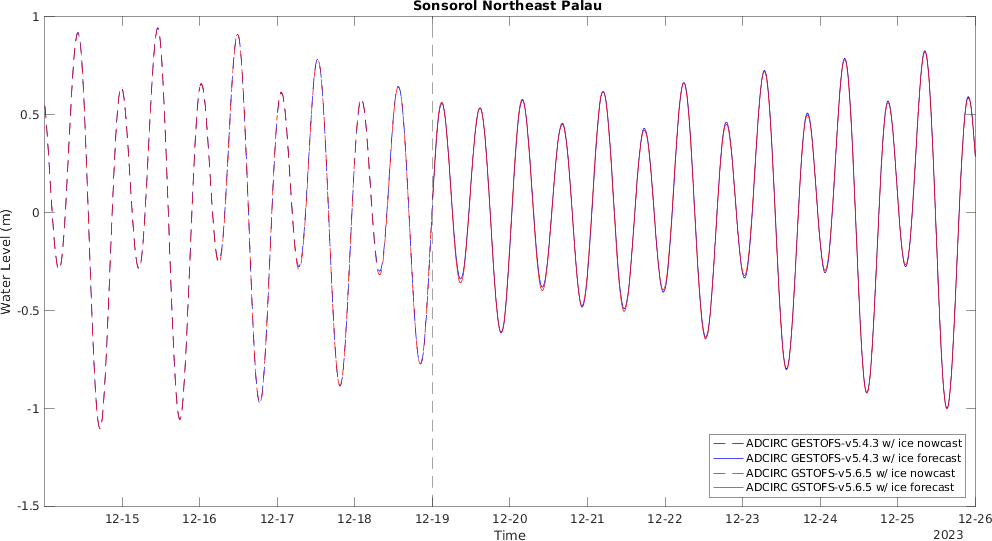 Sonsorol Northeast Palau
Water Level (m)
1
0.5
0
-0.5
-1
-1.5
ADCIRC GESTOFS-v5.4.3 w/ ice nowcast
ADCIRC GESTOFS-v5.4.3 w/ ice forecast
ADCIRC GSTOFS-v5.6.5 w/ ice nowcast
ADCIRC GSTOFS-v5.6.5 w/ ice forecast
12-15 12-16 12-17 12-18 12-19 12-20 12-21 12-22 12-23 12-24 12-25 12-26
Time
2023